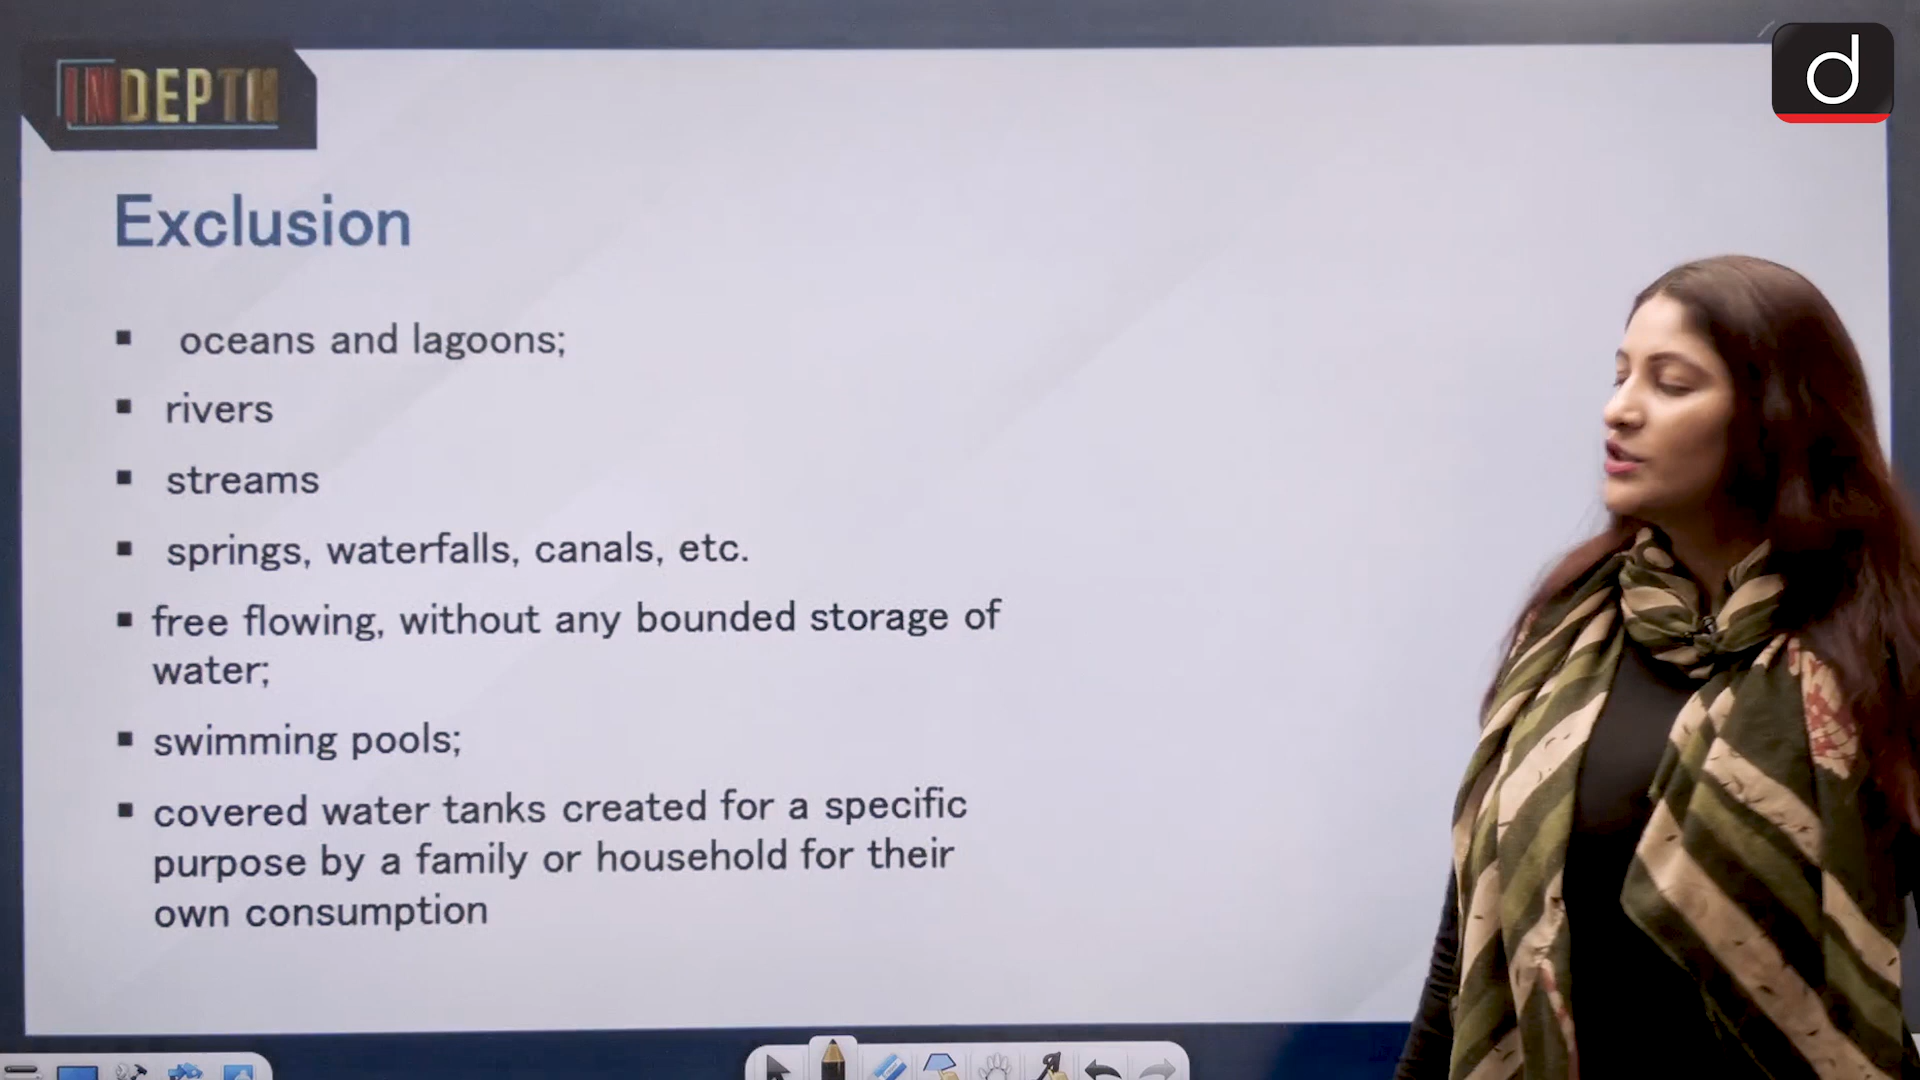 INDEPTH
d
Exclusion
▪ oceans and lagoons;
▪ rivers
▪ streams
▪ springs, waterfalls, canals, etc.
▪ free flowing, without any bounded storage of
water;
▪ swimming pools;
▪ covered water tanks created for a specific
purpose by a family or household for their
own consumption